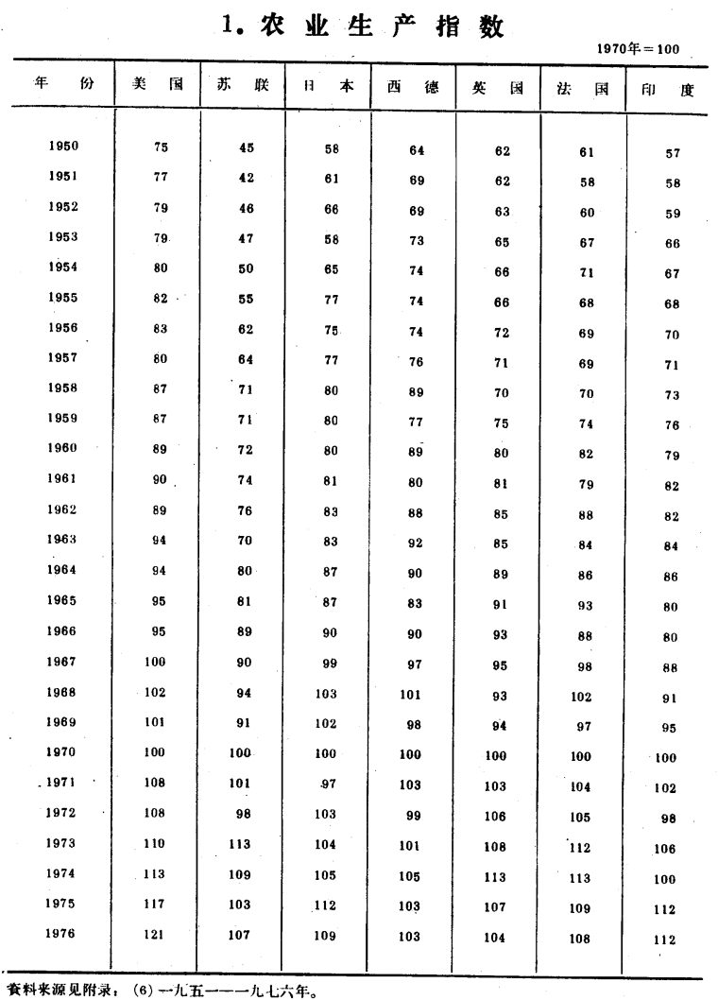 1. 农业生产指数
1970年=100
年份 美国 苏联 日本 西德 英国 法国 印度
1950 75 45 58 64 62 61 57
1951 77 42 61 69 62 58 58
1952 79 46 66 69 63 60 59
1953 79 47 58 73 65 67 66
1954 80 50 65 74 66 71 67
1955 82 55 77 74 66 68 68
1956 83 62 75 74 72 69 70
1957 80 64 77 76 71 69 71
1958 87 71 80 89 70 70 73
1959 87 71 80 77 75 74 76
1960 89 72 80 89 80 82 79
1961 90 74 81 80 81 79 82
1962 89 76 83 88 85 88 82
1963 94 70 83 92 85 84 84
1964 94 80 87 90 89 86 86
1965 95 81 87 83 91 93 80
1966 95 89 90 90 93 88 80
1967 100 90 99 97 95 98 88
1968 102 94 103 101 93 102 91
1969 101 91 102 98 94 97 95
1970 100 100 100 100 100 100 100
1971 108 101 97 103 103 104 102
1972 108 98 103 99 106 105 98
1973 110 113 104 101 108 112 106
1974 113 109 105 105 113 113 100
1975 117 103 112 103 107 109 112
1976 121 107 109 103 104 108 112
资料来源见附录：(6)一九五一——一九七六年。